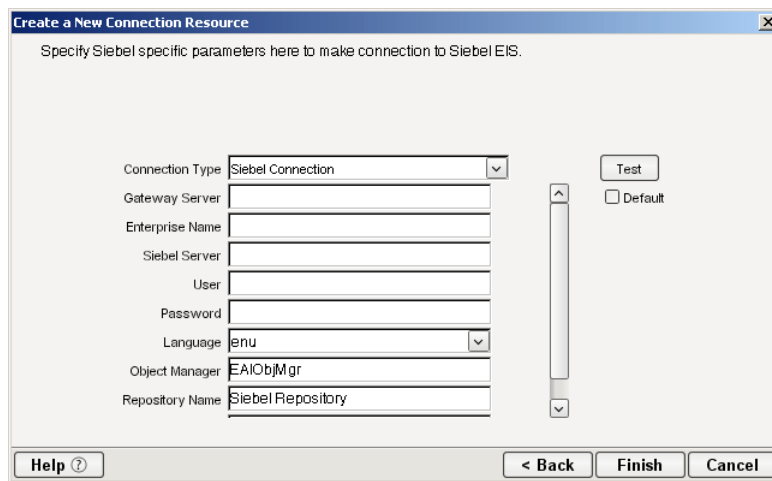 Create a New Connection Resource
Specify Siebel specific parameters here to make connection to Siebel EIS.
Connection Type Siebel Connection Test
Gateway Server Default
Enterprise Name
Siebel Server
User
Password
Language enu
Object Manager EAIObjMgr
Repository Name Siebel Repository
Help ? < Back Finish Cancel